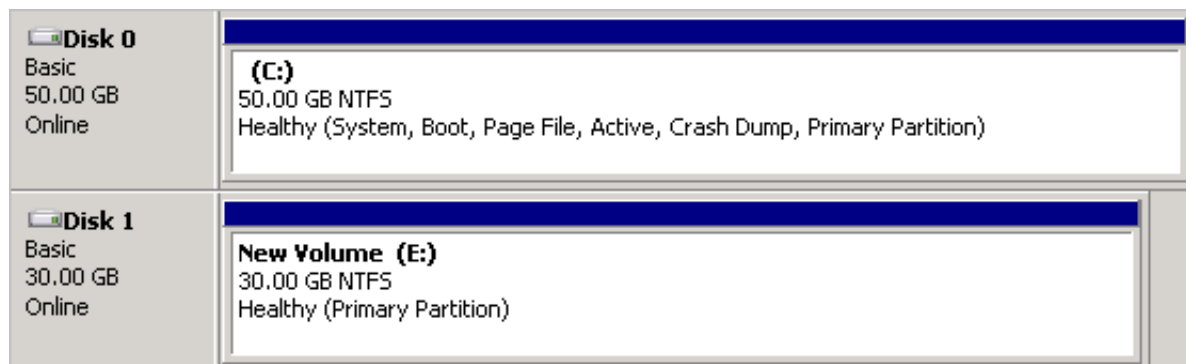 Disk 0
Basic
50.00 GB
Online
(C:)
50.00 GB NTFS
Healthy (System, Boot, Page File, Active, Crash Dump, Primary Partition)
Disk 1
Basic
30.00 GB
Online
New Volume (E:)
30.00 GB NTFS
Healthy (Primary Partition)